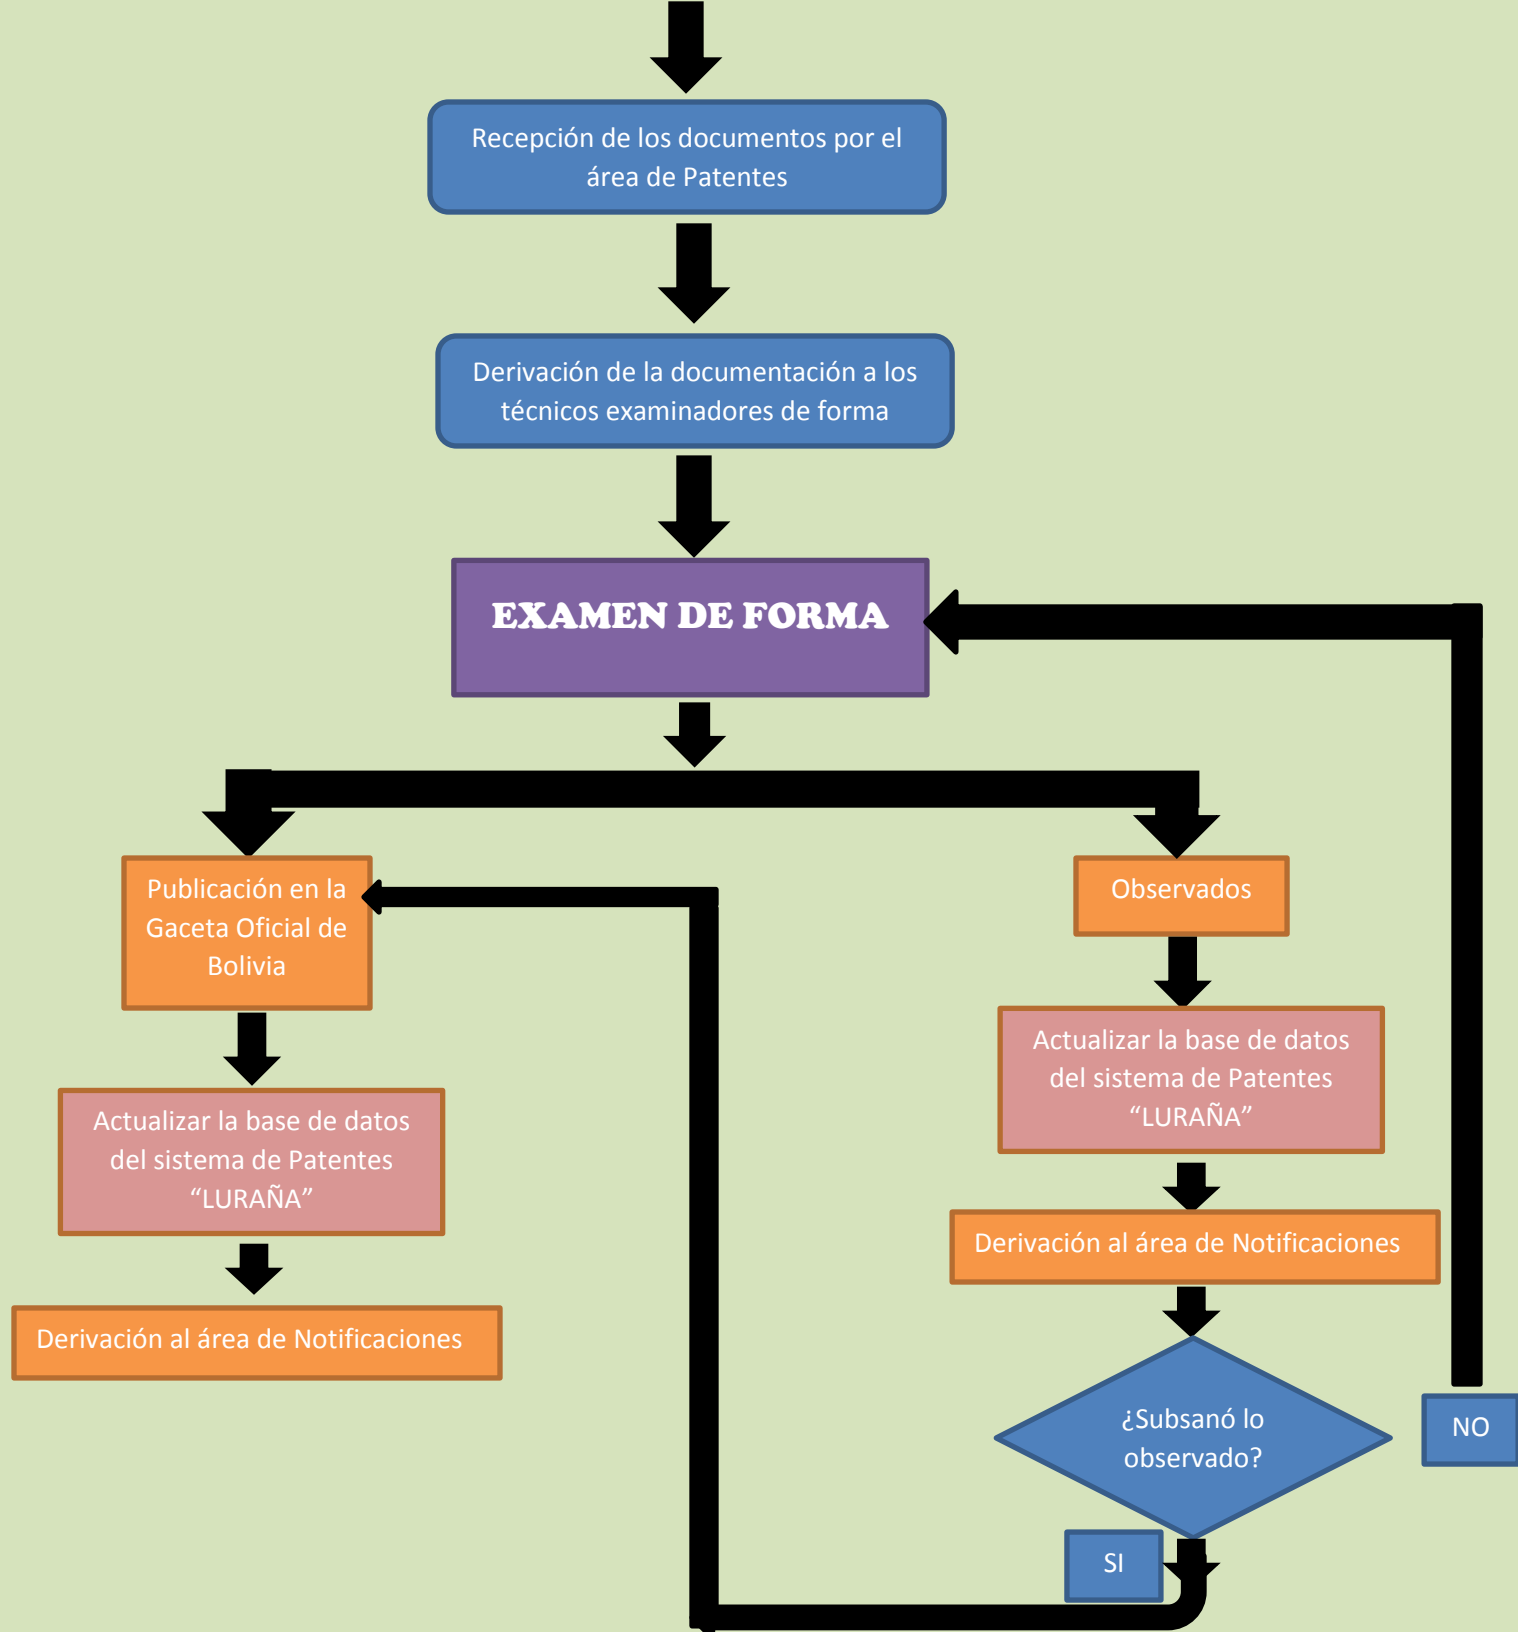 Recepción de los documentos por el
área de Patentes
Derivación de la documentación a los
técnicos examinadores de forma
EXAMEN DE FORMA
Publicación en la
Gaceta Oficial de
Bolivia
Actualizar la base de datos
del sistema de Patentes
“LURAÑA”
Derivación al área de Notificaciones
Observados
Actualizar la base de datos
del sistema de Patentes
“LURAÑA”
Derivación al área de Notificaciones
¿Subsanó lo
observado?
NO
SI